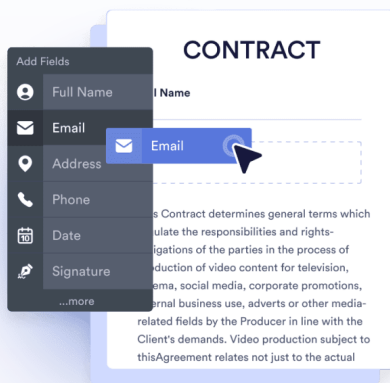 CONTRACT
Add Fields
Full Name
l Name
Email
Email
Address
Phone
Date
10
Signature
...more
s Contract determines general terms which
ulate the responsibilities and rights-
igations of the parties in the process of
oduction of video content for television,
ema, social media, corporate promotions,
ernal business use, adverts or other media-
related fields by the Producer in line with the
Client's demands. Video production subject to
thisAgreement relates not just to the actual